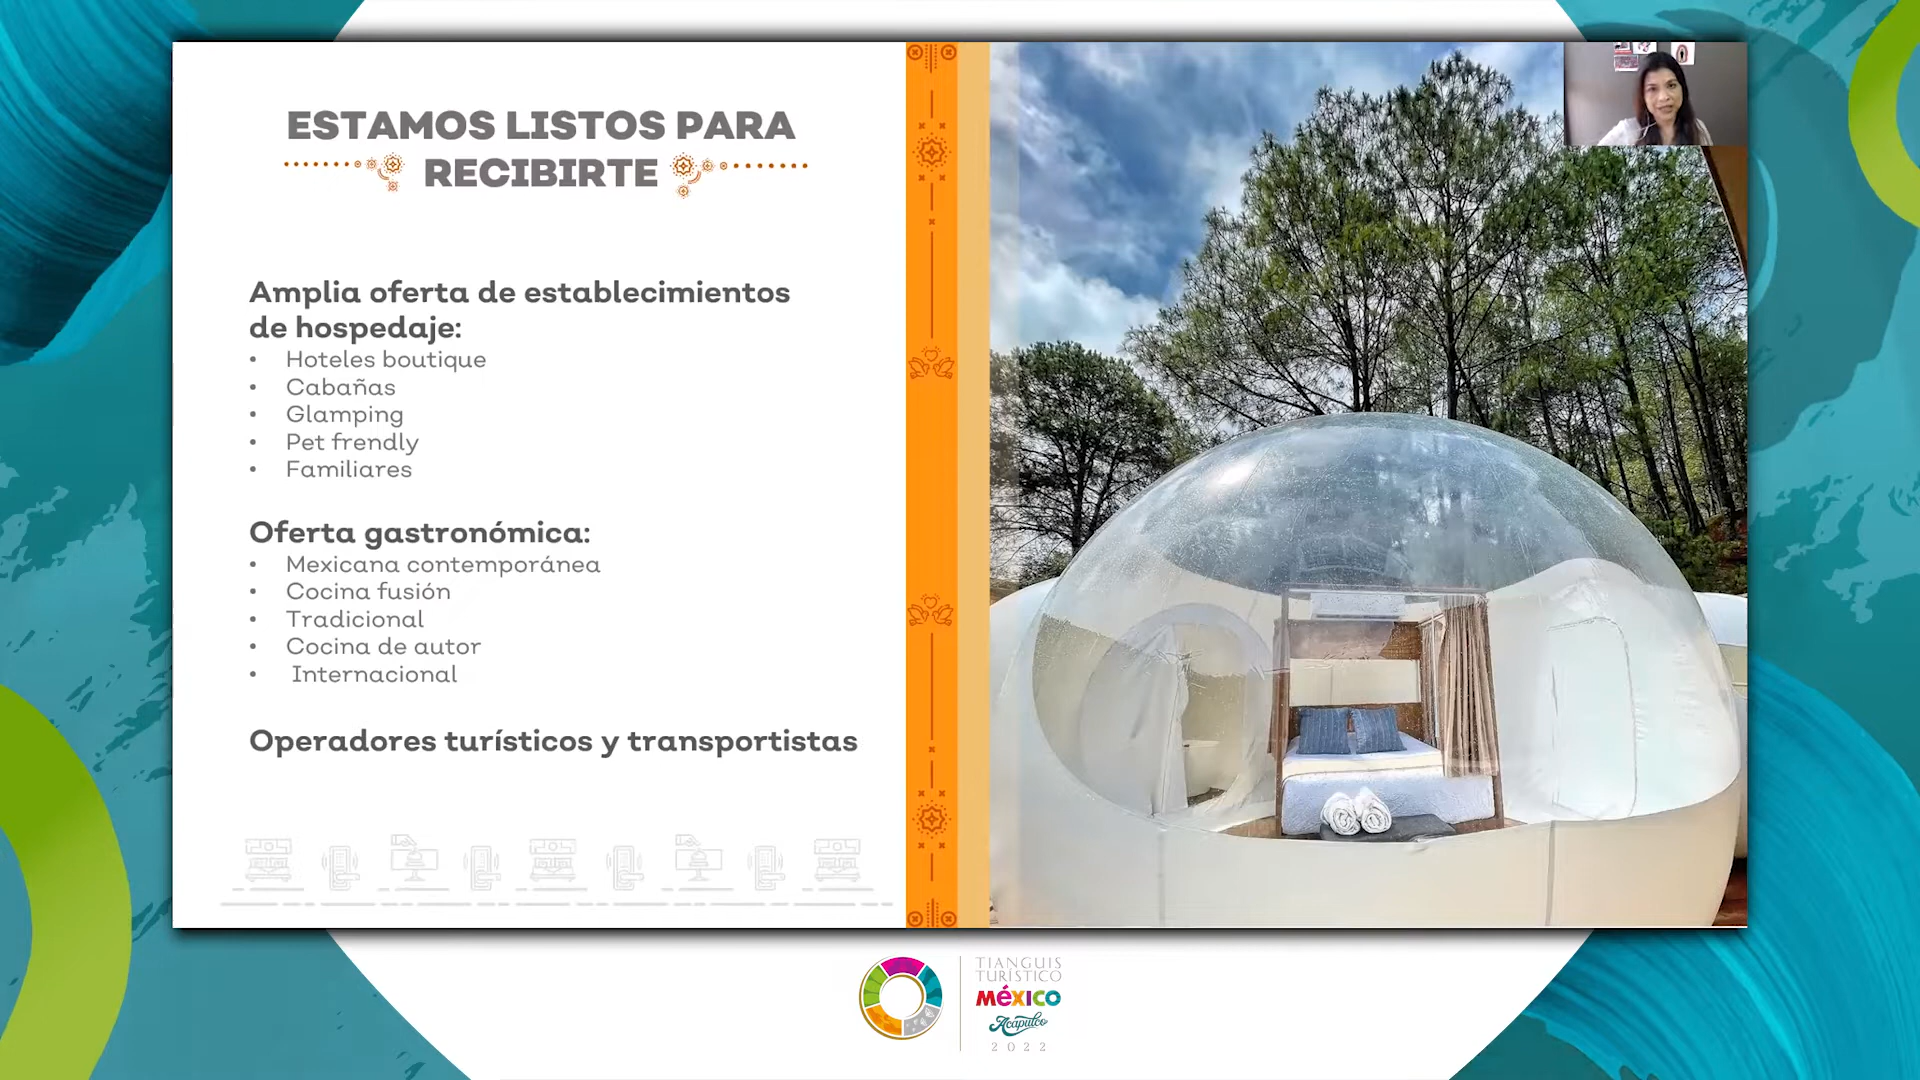 ESTAMOS LISTOS PARA
RECIBIRTE
Amplia oferta de establecimientos
de hospedaje:
• Hoteles boutique
• Cabañas
• Glamping
• Pet frendly
• Familiares
Oferta gastronómica:
• Mexicana contemporánea
• Cocina fusión
• Tradicional
• Cocina de autor
• Internacional
Operadores turísticos y transportistas
TIANGUIS
TURÍSTICO
MéXICO
Acapulco
2022